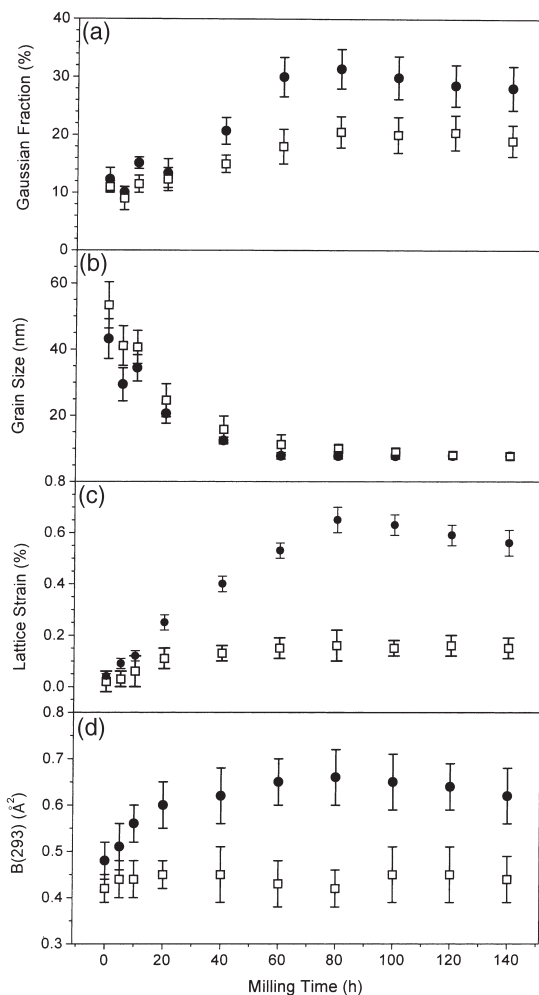 (a)
Gaussian Fraction (%)
40
30
20
10
0
(b)
Grain Size (nm)
60
40
20
0.8
(c)
Lattice Strain (%)
0.6
0.4
0.2
0.0
0.8
(d)
B(293) (Å²)
0.7
0.6
0.5
0.4
0.3
0 20 40 60 80 100 120 140
Milling Time (h)